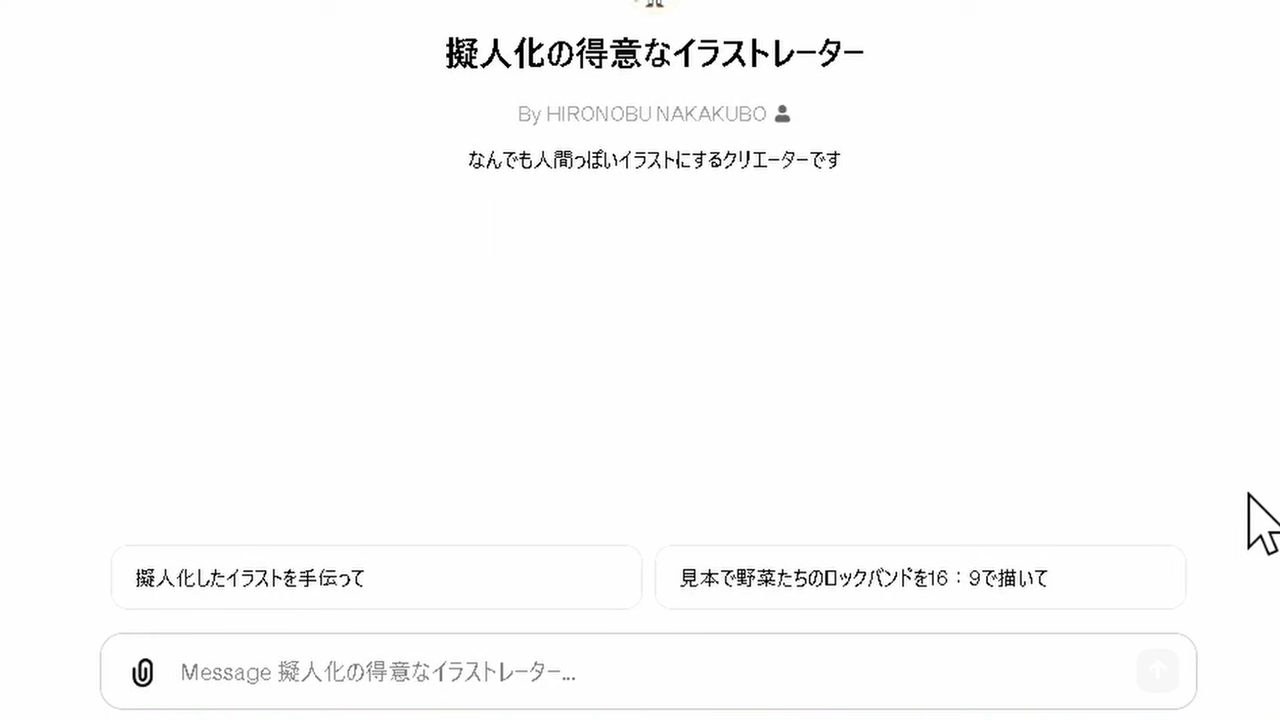 擬人化の得意なイラストレーター
By HIRONOBU NAKAKUBO
なんでも人間っぽいイラストにするクリエーターです
擬人化したイラストを手伝って
見本で野菜たちのロックバンドを16：9で描いて
Message 擬人化の得意なイラストレーター...